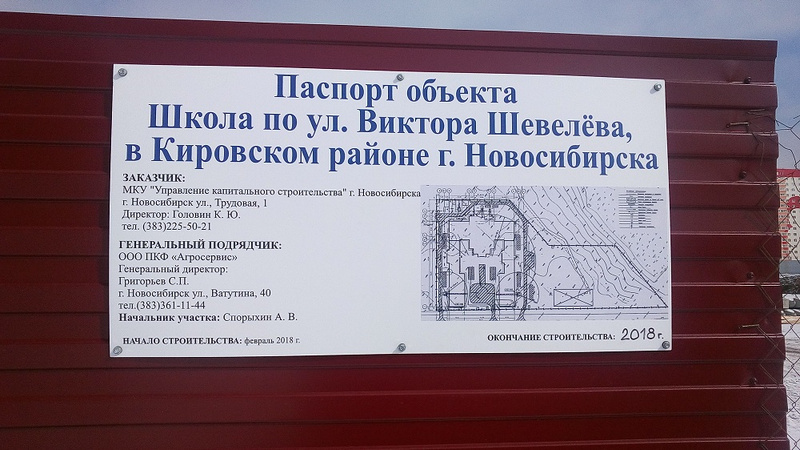 Паспорт объекта
Школа по ул. Виктора Шевелёва,
в Кировском районе г. Новосибирска
ЗАКАЗЧИК:
МКУ "Управление капитального строительства" г. Новосибирска
г. Новосибирск ул., Трудовая, 1
Директор: Головин К. Ю.
тел. (383)225-50-21
ГЕНЕРАЛЬНЫЙ ПОДРЯДЧИК:
ООО ПКФ «Агросервис»
Генеральный директор:
Григорьев С.П.
г. Новосибирск ул., Ватутина, 40
тел.(383)361-11-44
Начальник участка: Спорыхин А. В.
НАЧАЛО СТРОИТЕЛЬСТВА: февраль 2018 г.
ОКОНЧАНИЕ СТРОИТЕЛЬСТВА: 2018 г.